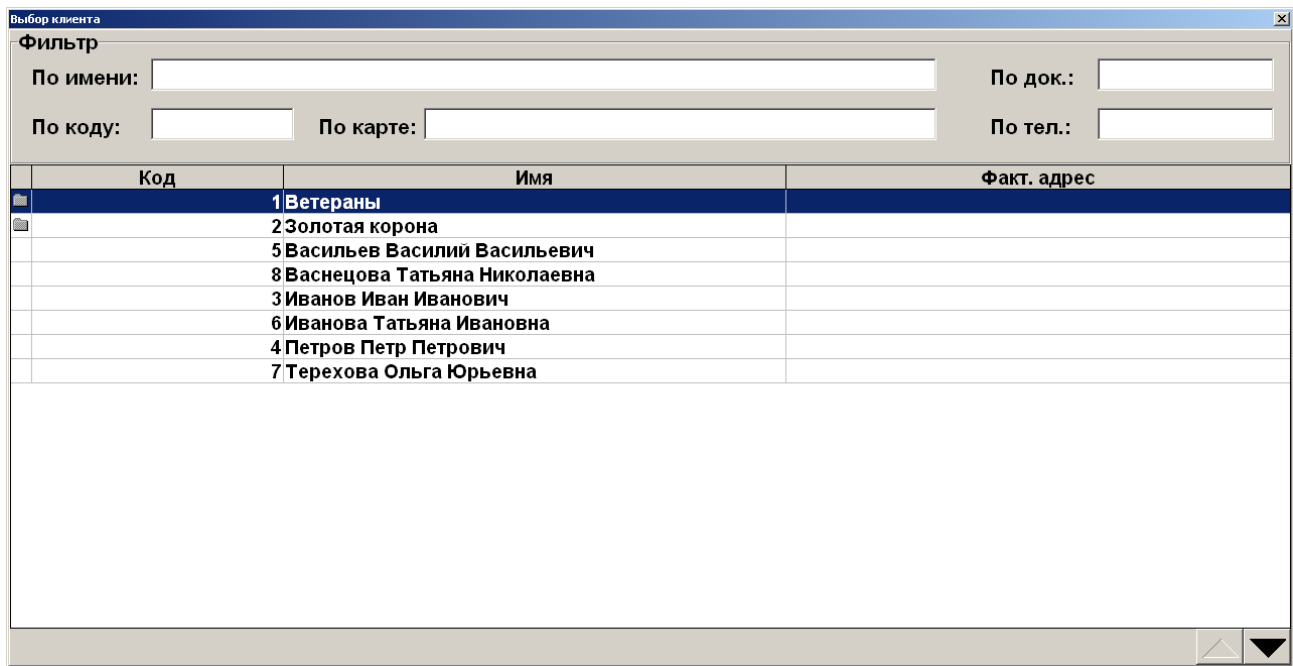 Выбор клиента
Фильтр
По имени: По док.:
По коду: По карте: По тел.:
Код Имя Факт. адрес
1 Ветераны
2 Золотая корона
5 Васильев Василий Васильевич
8 Васнецова Татьяна Николаевна
3 Иванов Иван Иванович
6 Иванова Татьяна Ивановна
4 Петров Петр Петрович
7 Терехова Ольга Юрьевна